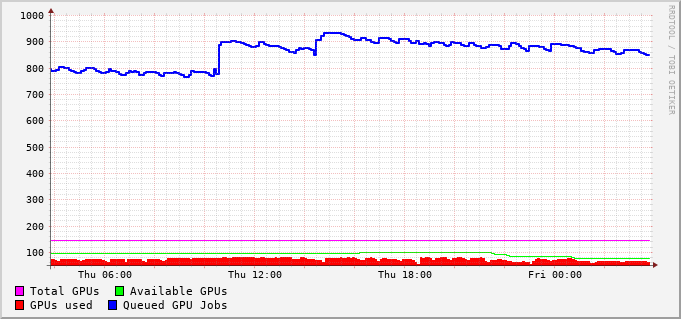 1000
900
800
700
600
500
400
300
200
100
Thu 06:00 Thu 12:00 Thu 18:00 Fri 00:00
Total GPUs Available GPUs
GPUs used Queued GPU Jobs
RRDTOOL / TOBI OETIKER